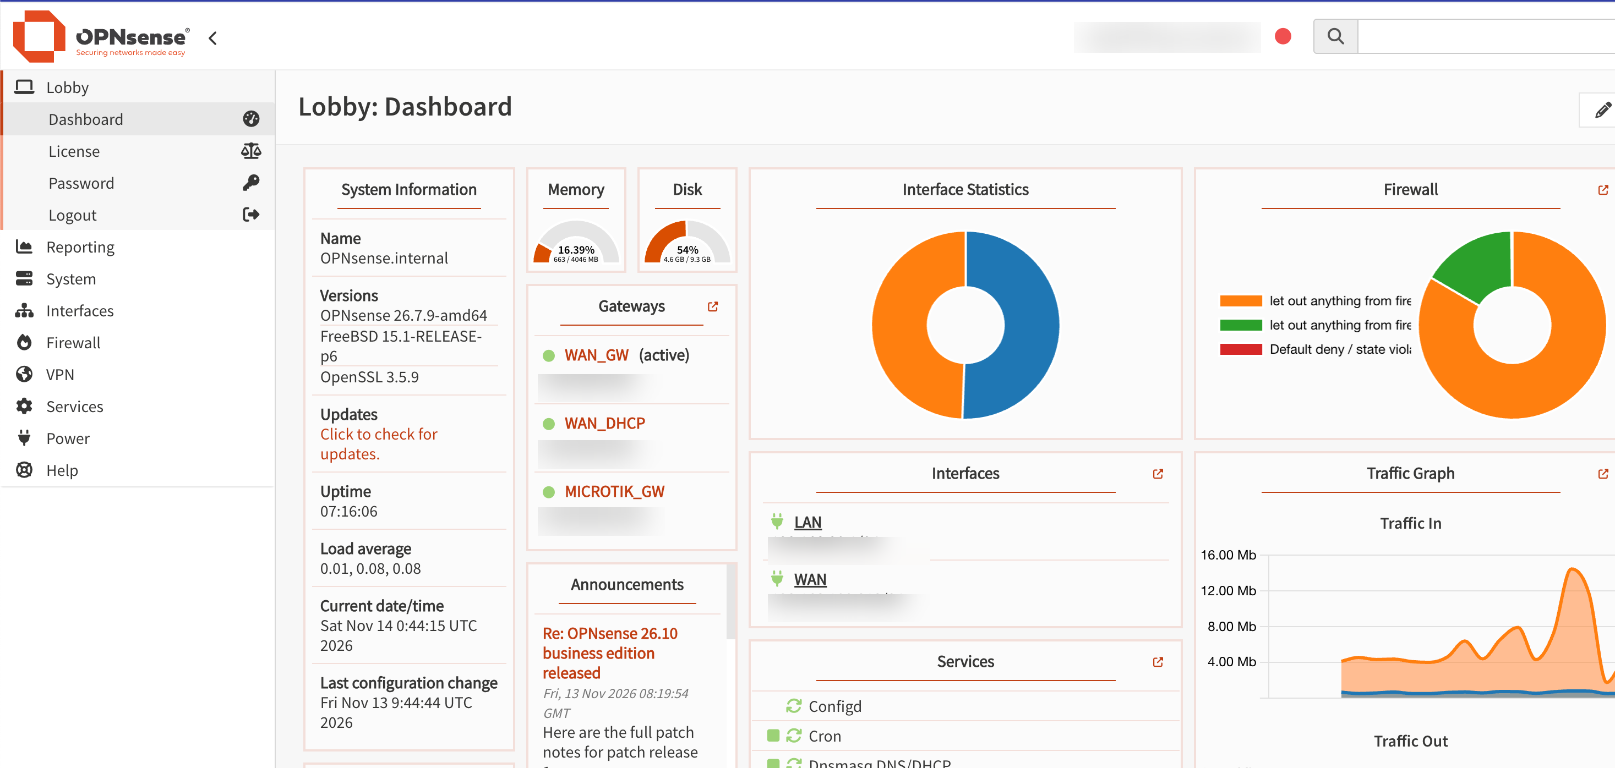 OPNsense®
Securing networks made easy
Lobby
Dashboard
License
Password
Logout
Reporting
System
Interfaces
Firewall
VPN
Services
Power
Help
Lobby: Dashboard
System Information
Name
OPNsense.internal
Versions
OPNsense 26.7.9-amd64
FreeBSD 15.1-RELEASE-
p6
OpenSSL 3.5.9
Updates
Click to check for
updates.
Uptime
07:16:06
Load average
0.01, 0.08, 0.08
Current date/time
Sat Nov 14 0:44:15 UTC
2026
Last configuration change
Fri Nov 13 9:44:44 UTC
2026
Memory
16.39%
663 / 4046 MB
Disk
54%
4.6 GB / 9.3 GB
Gateways
WAN_GW (active)
WAN_DHCP
MICROTIK_GW
Announcements
Re: OPNsense 26.10
business edition
released
Fri, 13 Nov 2026 08:19:54
GMT
Here are the full patch
notes for patch release
Interface Statistics
Interfaces
LAN
WAN
Services
Configd
Cron
Dnsmasq DNS/DHCP
Firewall
let out anything from fire
let out anything from fire
Default deny / state viola
Traffic Graph
Traffic In
16.00 Mb
12.00 Mb
8.00 Mb
4.00 Mb
Traffic Out